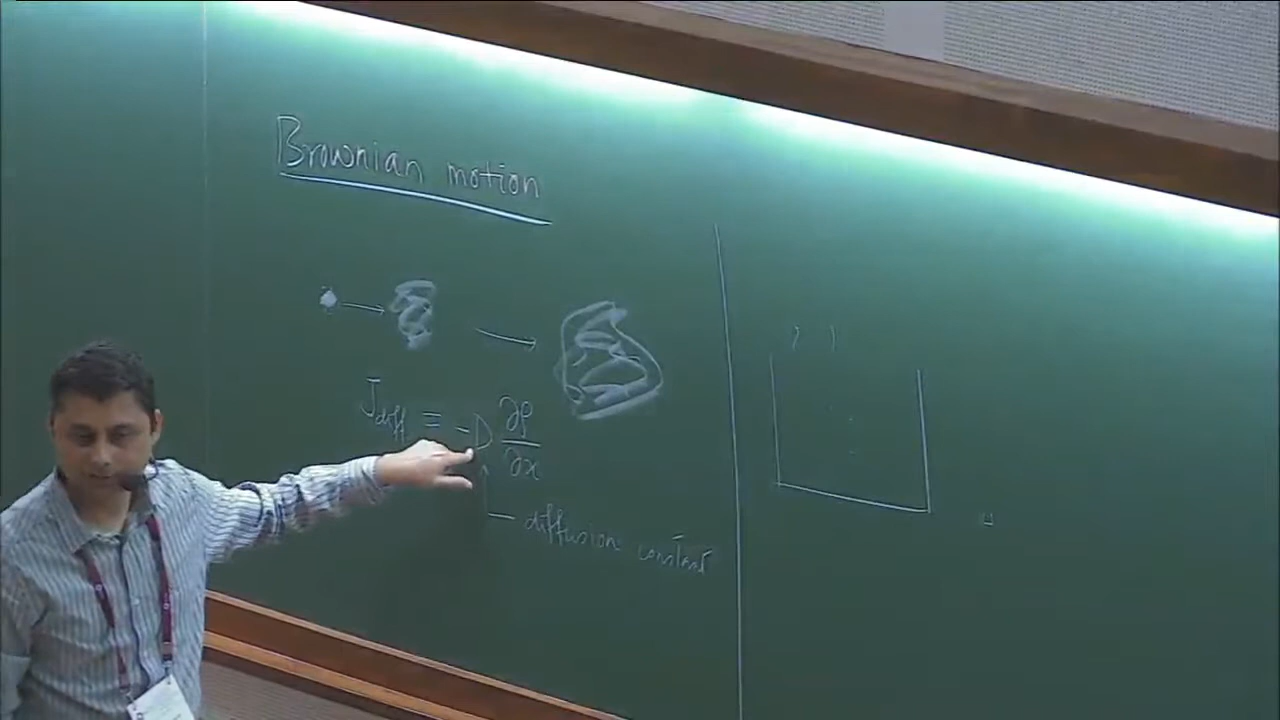 Brownian motion
J_diff = -D ∂ρ/∂x
diffusion constant